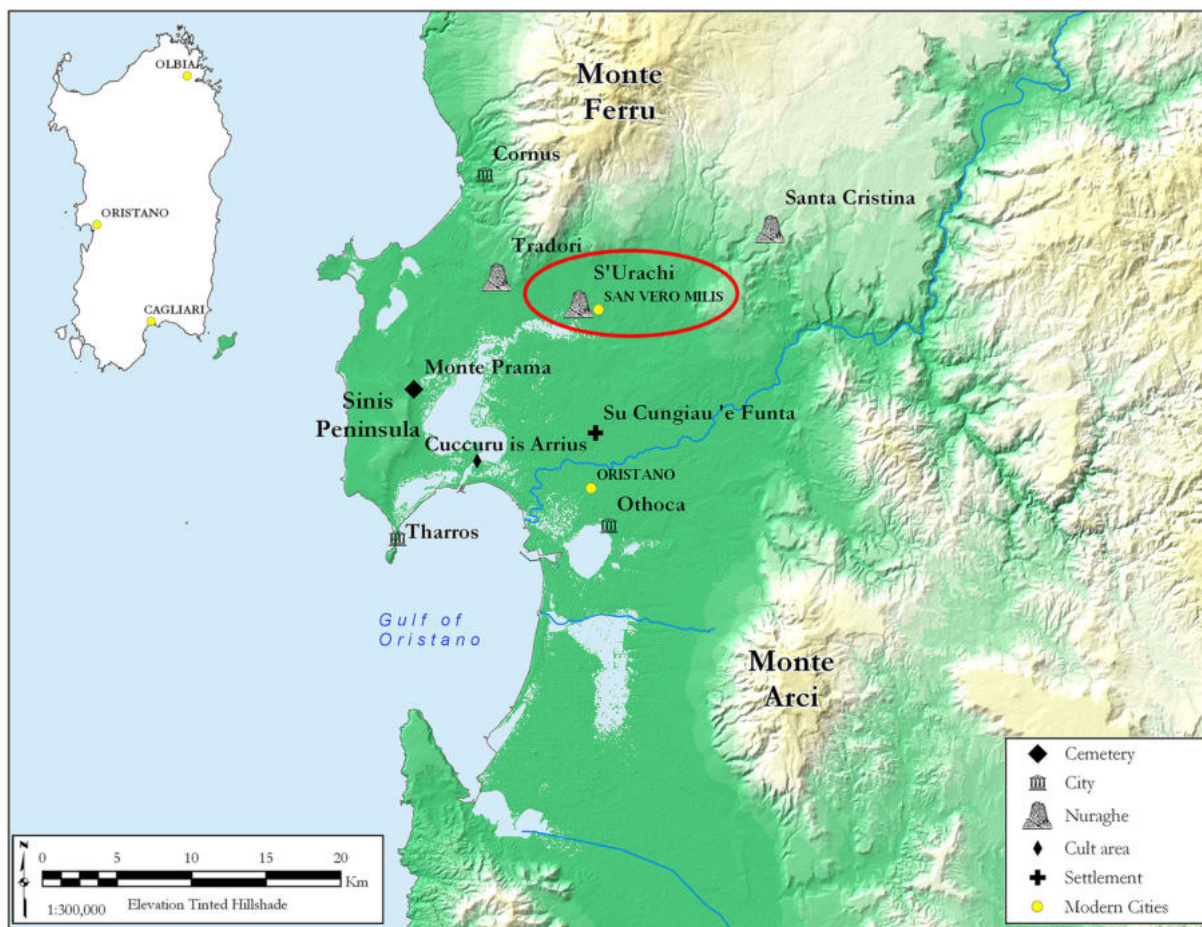 OLBIA
ORISTANO
CAGLIARI
Monte
Ferru
Cornus
Santa Cristina
Tradori
S'Urachi
SAN VERO MILIS
Monte Prama
Sinis
Peninsula
Su Cungiau 'e Funta
Cuccuru is Arrius
ORISTANO
Othoca
Tharros
Gulf of
Oristano
Monte
Arci
Cemetery
City
Nuraghe
Cult area
Settlement
Modern Cities
N
0 5 10 15 20
Km
1:300,000 Elevation Tinted Hillshade